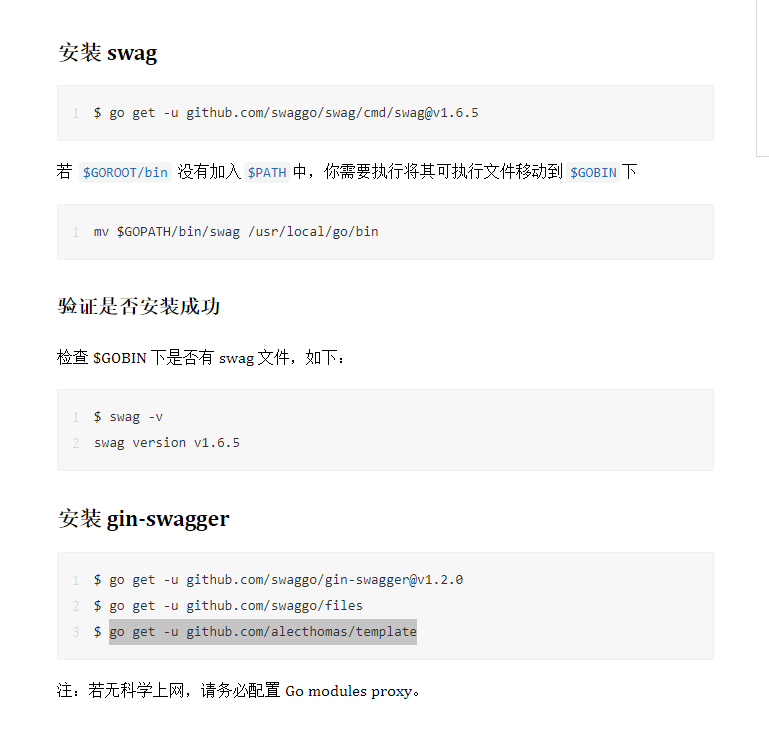 安装 swag
1 $ go get -u github.com/swaggo/swag/cmd/swag@v1.6.5
若 $GOROOT/bin 没有加入 $PATH 中，你需要执行将其可执行文件移动到 $GOBIN 下
1 mv $GOPATH/bin/swag /usr/local/go/bin
验证是否安装成功
检查 $GOBIN 下是否有 swag 文件，如下：
1 $ swag -v
2 swag version v1.6.5
安装 gin-swagger
1 $ go get -u github.com/swaggo/gin-swagger@v1.2.0
2 $ go get -u github.com/swaggo/files
3 $ go get -u github.com/alecthomas/template
注：若无科学上网，请务必配置 Go modules proxy。